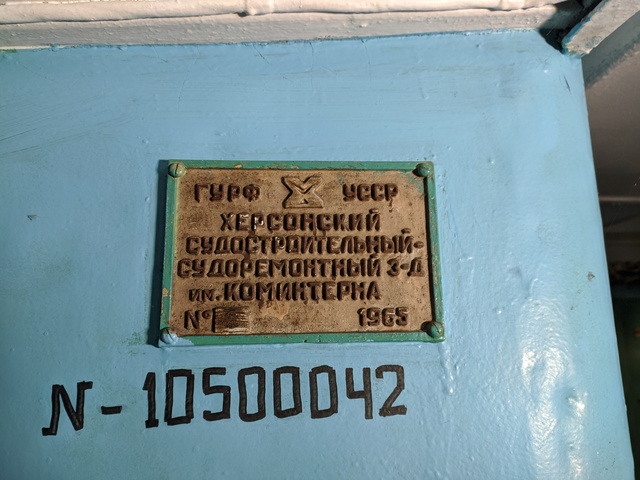 ГУРФ УССР
ХЕРСОНСКИЙ
СУДОСТРОИТЕЛЬНЫЙ-
СУДОРЕМОНТНЫЙ З-Д
им. КОМИНТЕРНА
№ 1965
N-10500042